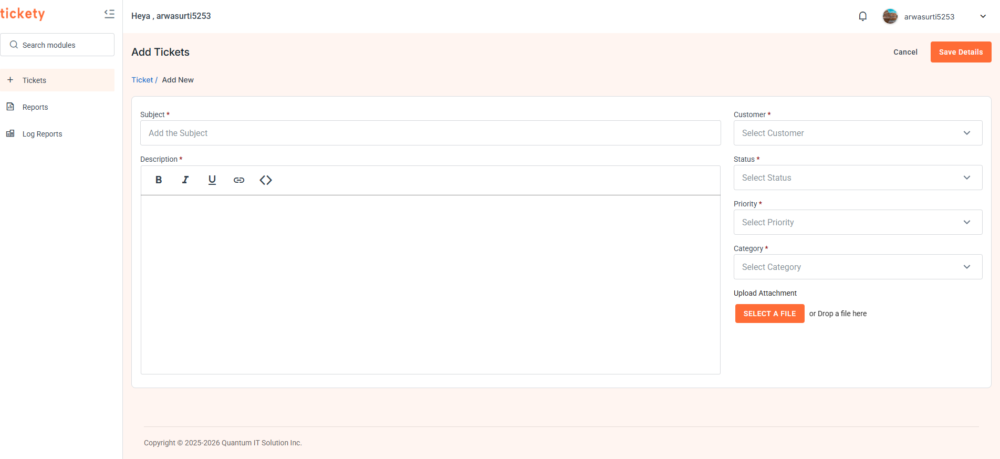 tickety
Search modules
Tickets
Reports
Log Reports
Heya , arwasurti5253
arwasurti5253
Add Tickets
Cancel
Save Details
Ticket / Add New
Subject *
Add the Subject
Description *
B I U
Customer *
Select Customer
Status *
Select Status
Priority *
Select Priority
Category *
Select Category
Upload Attachment
SELECT A FILE or Drop a file here
Copyright © 2025-2026 Quantum IT Solution Inc.